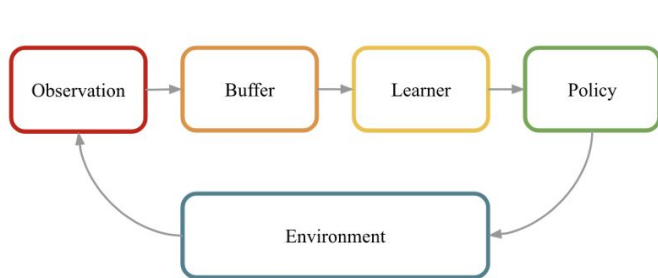 Observation
Buffer
Learner
Policy
Environment